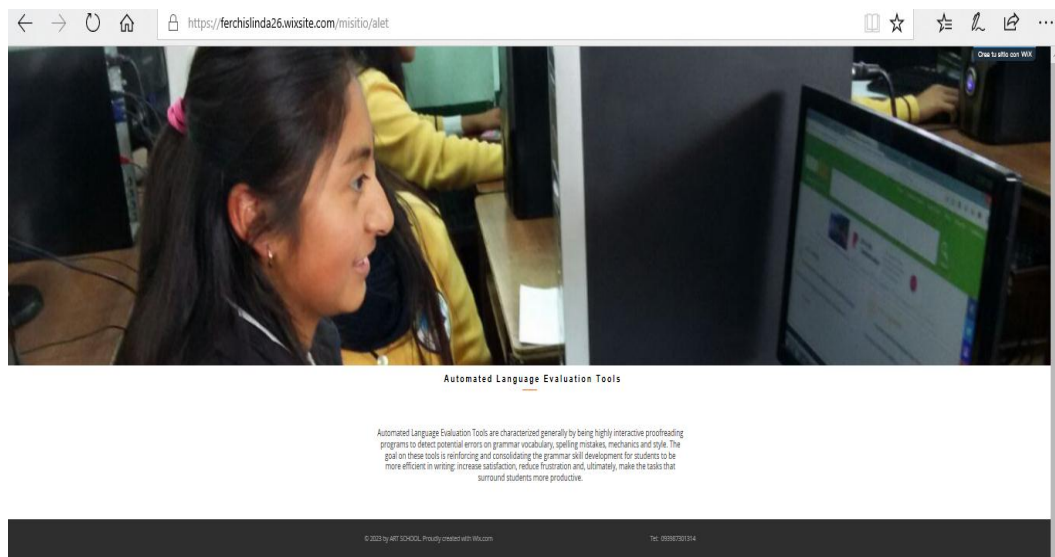 https://ferchislinda26.wixsite.com/misitio/alet
Crea tu sitio con WiX
Automated Language Evaluation Tools
Automated Language Evaluation Tools are characterized generally by being highly interactive proofreading
programs to detect potential errors on grammar vocabulary, spelling mistakes, mechanics and style. The
goal on these tools is reinforcing and consolidating the grammar skill development for students to be
more efficient in writing: increase satisfaction, reduce frustration and, ultimately, make the tasks that
surround students more productive.
© 2023 by ART SCHOOL. Proudly created with Wix.com
Tel: 093987301314